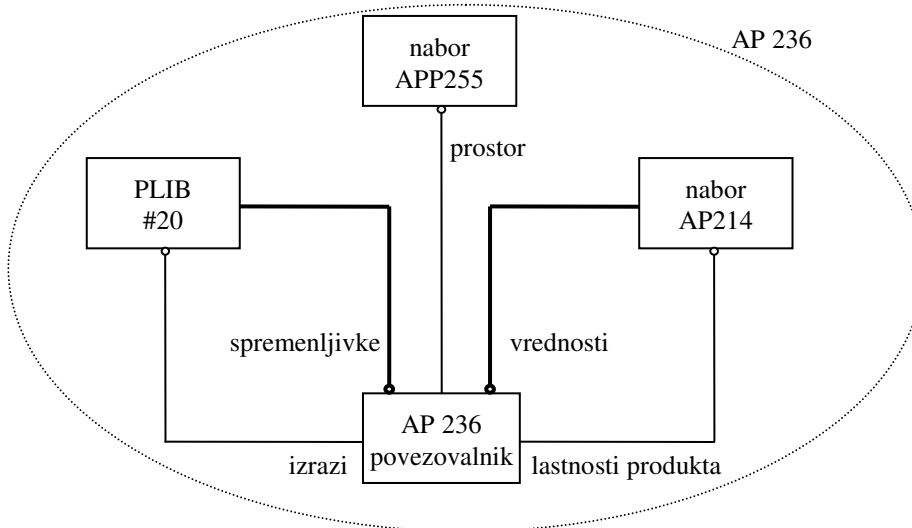 AP 236
nabor
APP255
prostor
PLIB
#20
nabor
AP214
spremenljivke
vrednosti
AP 236
povezovalnik
izrazi
lastnosti produkta